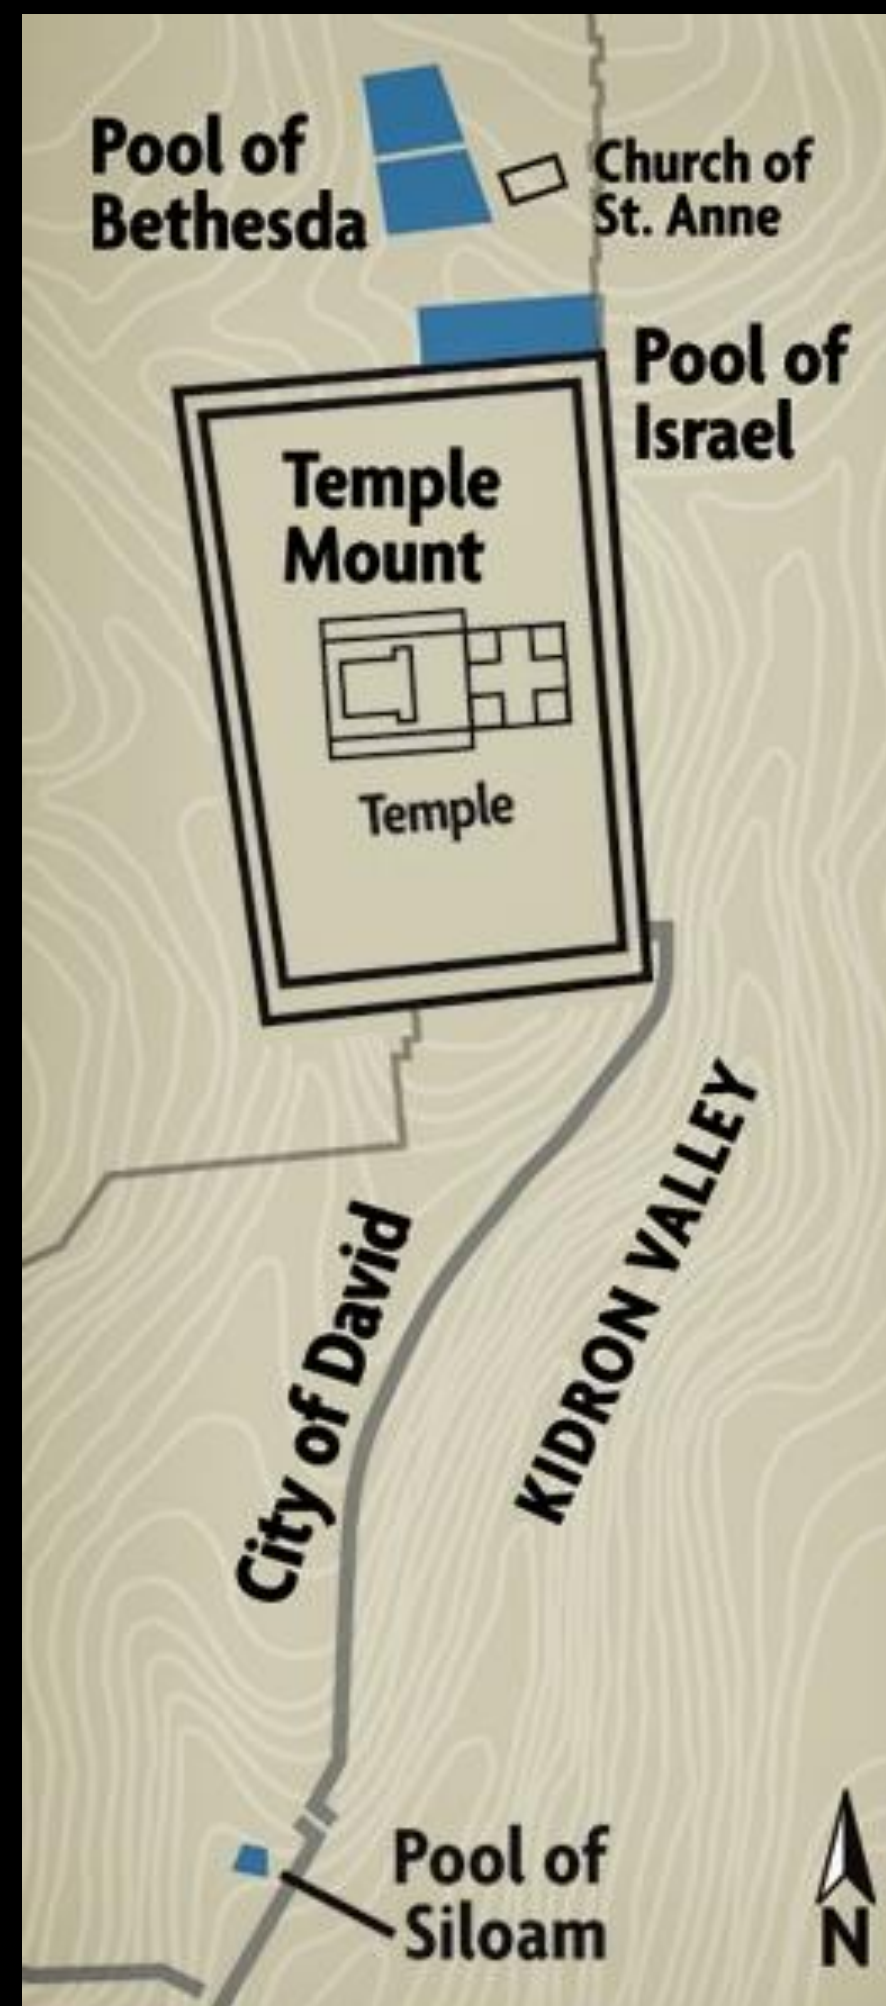 Pool of
Bethesda
Church of
St. Anne
Pool of
Israel
Temple
Mount
Temple
KIDRON VALLEY
City of David
Pool of
Siloam
N